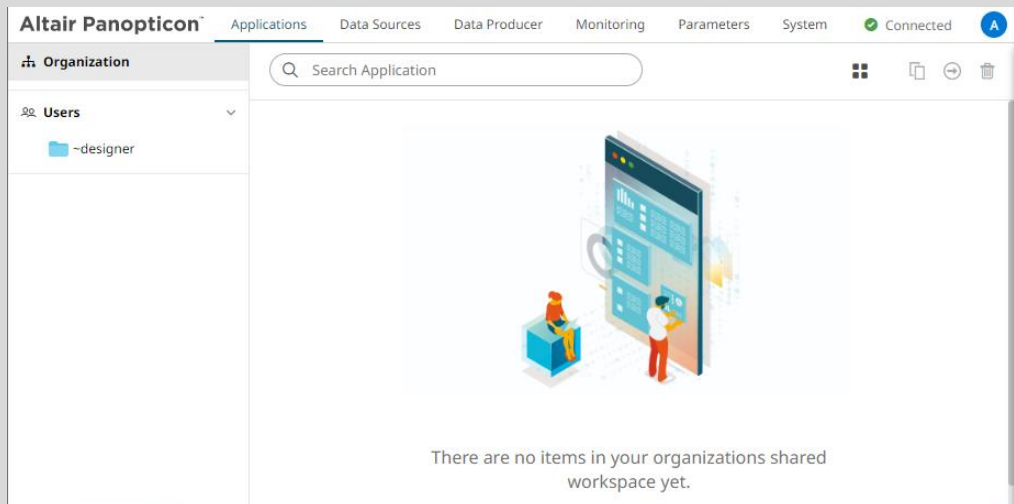 Altair Panopticon™ Applications Data Sources Data Producer Monitoring Parameters System Connected A
Organization
Search Application
Users
~designer
There are no items in your organizations shared
workspace yet.